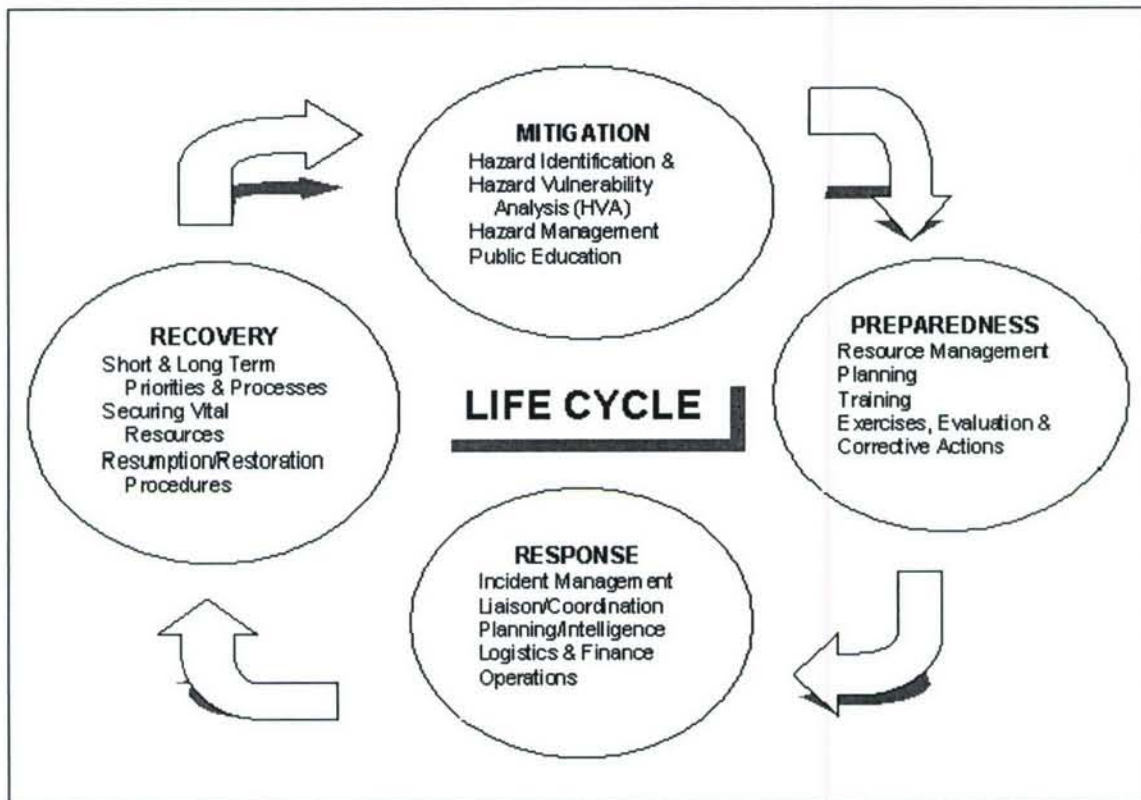 MITIGATION
Hazard Identification &
Hazard Vulnerability
Analysis (HVA)
Hazard Management
Public Education
PREPAREDNESS
Resource Management
Planning
Training
Exercises, Evaluation &
Corrective Actions
RESPONSE
Incident Management
Liaison/Coordination
Planning/Intelligence
Logistics & Finance
Operations
RECOVERY
Short & Long Term
Priorities & Processes
Securing Vital
Resources
Resumption/Restoration
Procedures
LIFE CYCLE